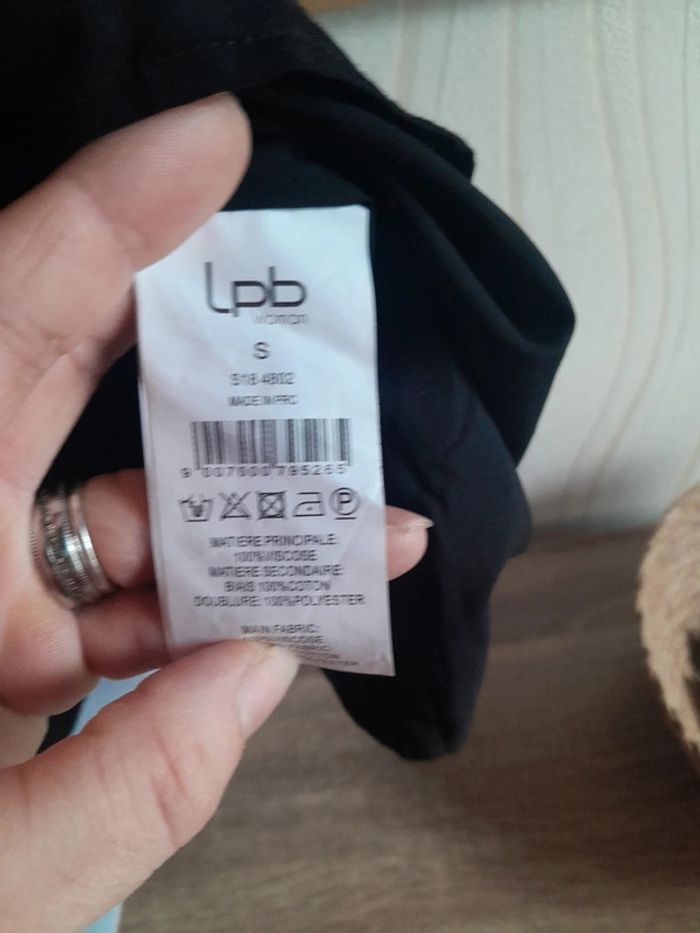 Lpb
woman
S
S18 4802
MADE IN PRC
9 007000 795265
P
MATIERE PRINCIPALE:
100%VISCOSE
MATIERE SECONDAIRE:
BIAIS 100%COTON
DOUBLURE: 100%POLYESTER
MAIN FABRIC: